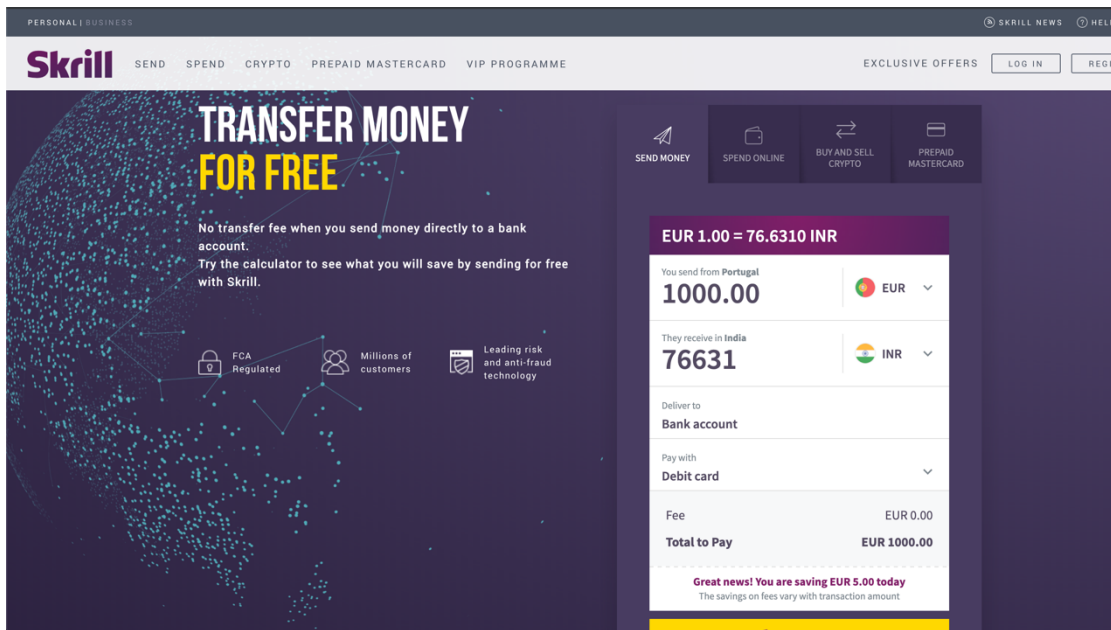 PERSONAL | BUSINESS
SKRILL NEWS
Skrill
SEND SPEND CRYPTO PREPAID MASTERCARD VIP PROGRAMME
EXCLUSIVE OFFERS
LOG IN
TRANSFER MONEY
FOR FREE
No transfer fee when you send money directly to a bank
account.
Try the calculator to see what you will save by sending for free
with Skrill.
FCA
Regulated
Millions of
customers
Leading risk
and anti-fraud
technology
SEND MONEY
SPEND ONLINE
BUY AND SELL
CRYPTO
PREPAID
MASTERCARD
EUR 1.00 = 76.6310 INR
You send from Portugal
1000.00
EUR
They receive in India
76631
INR
Deliver to
Bank account
Pay with
Debit card
Fee EUR 0.00
Total to Pay EUR 1000.00
Great news! You are saving EUR 5.00 today
The savings on fees vary with transaction amount